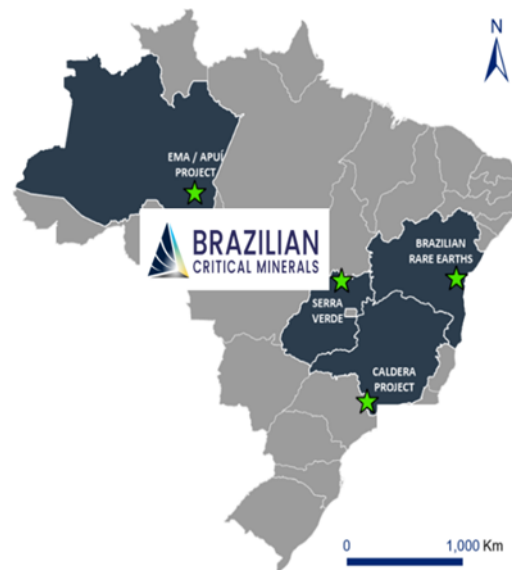 N
EMA / APUÍ
PROJECT
BRAZILIAN
CRITICAL MINERALS
BRAZILIAN
RARE EARTHS
SERRA
VERDE
CALDERA
PROJECT
0
1,000 Km